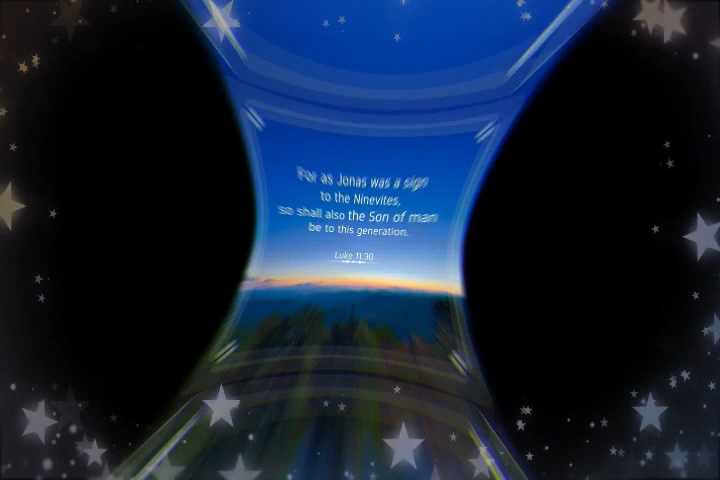 For as Jonas was a sign
to the Ninevites,
so shall also the Son of man
be to this generation.
Luke 11:30